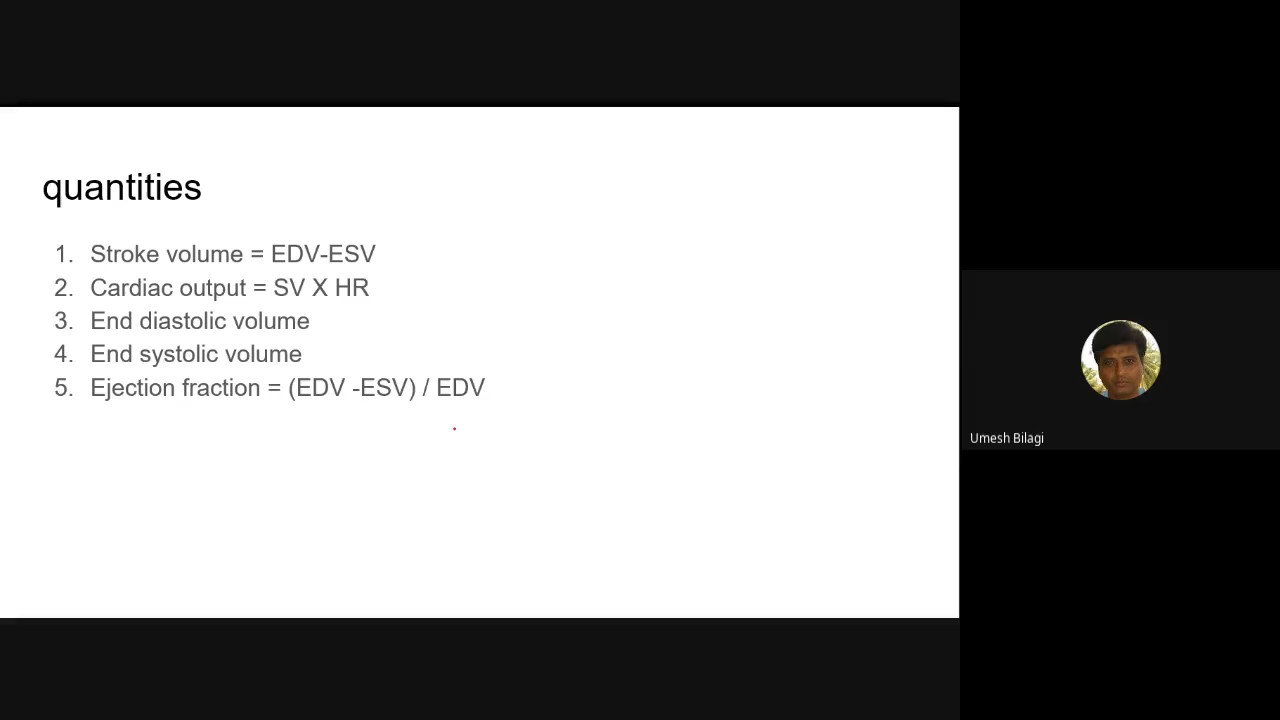 quantities
1. Stroke volume = EDV-ESV
2. Cardiac output = SV X HR
3. End diastolic volume
4. End systolic volume
5. Ejection fraction = (EDV -ESV) / EDV
Umesh Bilagi